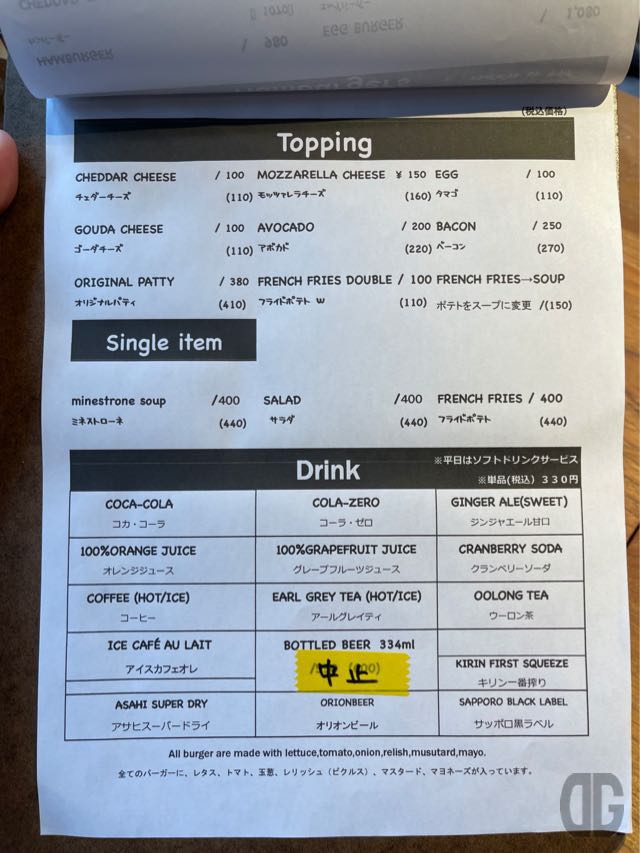 HAMBURGER / 980 EGG BURGER / 1,080
(税込価格)
Topping
CHEDDAR CHEESE / 100 MOZZARELLA CHEESE ¥ 150 EGG / 100
チェダーチーズ (110) モッツァレラチーズ (160) タマゴ (110)
GOUDA CHEESE / 100 AVOCADO / 200 BACON / 250
ゴーダチーズ (110) アボカド (220) ベーコン (270)
ORIGINAL PATTY / 380 FRENCH FRIES DOUBLE / 100 FRENCH FRIES→SOUP
オリジナルパティ (410) フライドポテト W (110) ポテトをスープに変更 /(150)
Single item
minestrone soup /400 SALAD /400 FRENCH FRIES / 400
ミネストローネ (440) サラダ (440) フライドポテト (440)
Drink
※平日はソフトドリンクサービス
※単品(税込)330円
COCA-COLA COLA-ZERO GINGER ALE(SWEET)
コカ・コーラ コーラ・ゼロ ジンジャエール甘口
100%ORANGE JUICE 100%GRAPEFRUIT JUICE CRANBERRY SODA
オレンジジュース グレープフルーツジュース クランベリーソーダ
COFFEE (HOT/ICE) EARL GREY TEA (HOT/ICE) OOLONG TEA
コーヒー アールグレイティ ウーロン茶
ICE CAFÉ AU LAIT BOTTLED BEER 334ml
アイスカフェオレ 中止 KIRIN FIRST SQUEEZE
キリン一番搾り
ASAHI SUPER DRY ORIONBEER SAPPORO BLACK LABEL
アサヒスーパードライ オリオンビール サッポロ黒ラベル
All burger are made with lettuce,tomato,onion,relish,musutard,mayo.
全てのバーガーに、レタス、トマト、玉葱、レリッシュ(ピクルス)、マスタード、マヨネーズが入っています。
DG